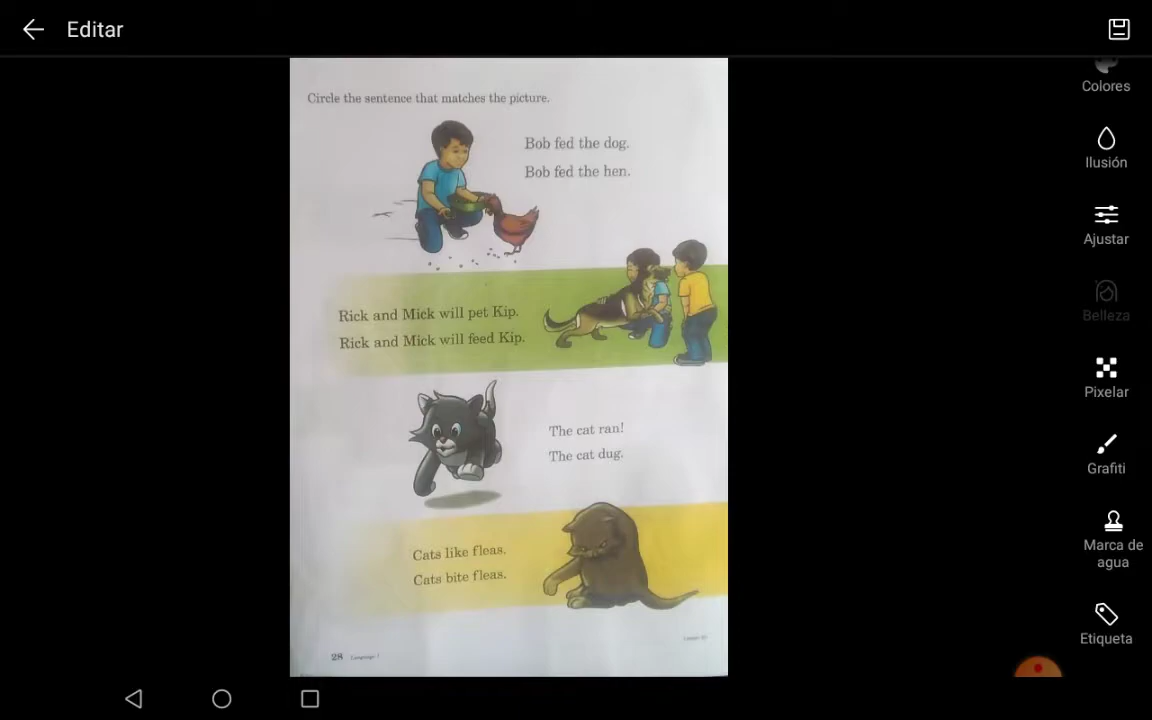 Editar
Colores
Circle the sentence that matches the picture.
Bob fed the dog.
Bob fed the hen.
Ilusión
Ajustar
Rick and Mick will pet Kip.
Rick and Mick will feed Kip.
Belleza
Pixelar
The cat ran!
The cat dug.
Grafiti
Cats like fleas.
Cats bite fleas.
Marca de
agua
Etiqueta
28